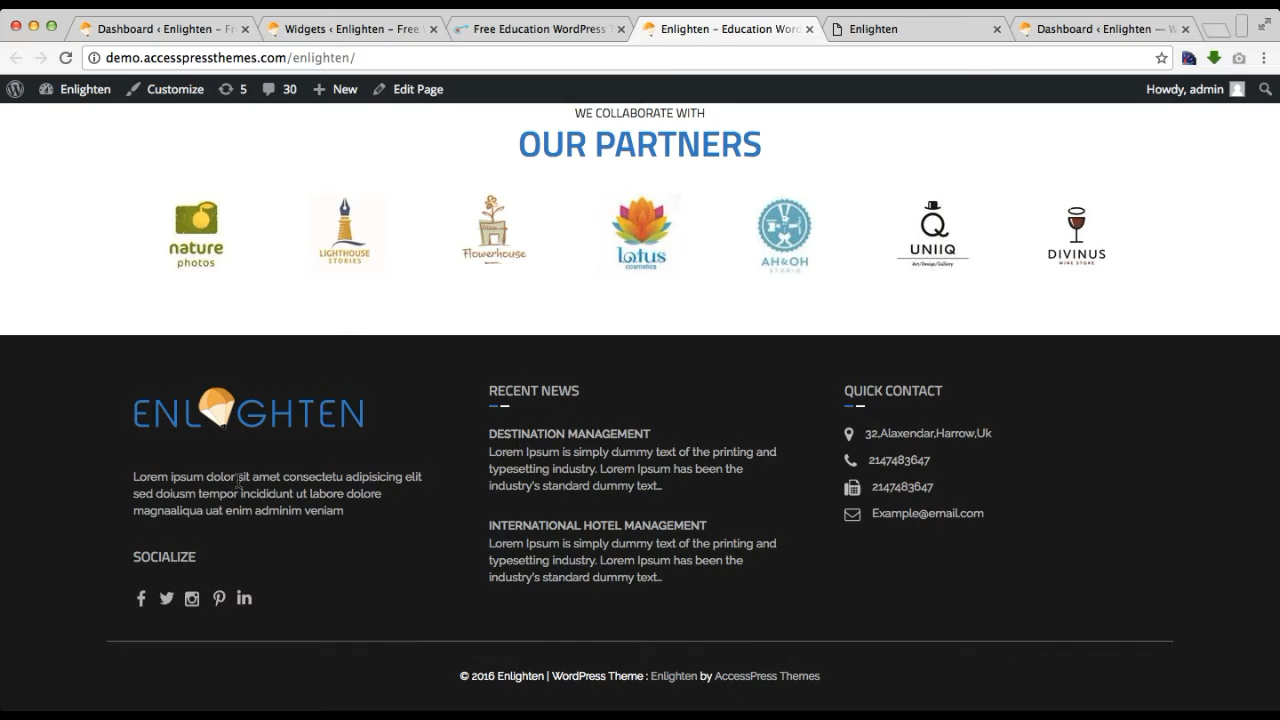 Dashboard ‹ Enlighten – Fr
Widgets ‹ Enlighten – Free
Free Education WordPress T
Enlighten – Education Word
Enlighten
Dashboard ‹ Enlighten — W
demo.accesspressthemes.com/enlighten/
Enlighten Customize 5 30 New Edit Page Howdy, admin
WE COLLABORATE WITH
OUR PARTNERS
nature
photos
LIGHTHOUSE
STORIES
Flowerhouse
lotus
cosmetics
AH&OH
STUDIO
UNIIQ
Art/Design/Gallery
DIVINUS
WINE STORE
ENLIGHTEN
Lorem ipsum dolor sit amet consectetu adipisicing elit
sed doiusm tempor incididunt ut labore dolore
magnaaliqua uat enim adminim veniam
SOCIALIZE
RECENT NEWS
DESTINATION MANAGEMENT
Lorem Ipsum is simply dummy text of the printing and
typesetting industry. Lorem Ipsum has been the
industry's standard dummy text...
INTERNATIONAL HOTEL MANAGEMENT
Lorem Ipsum is simply dummy text of the printing and
typesetting industry. Lorem Ipsum has been the
industry's standard dummy text...
QUICK CONTACT
32,Alaxendar,Harrow,Uk
2147483647
2147483647
Example@email.com
© 2016 Enlighten | WordPress Theme : Enlighten by AccessPress Themes